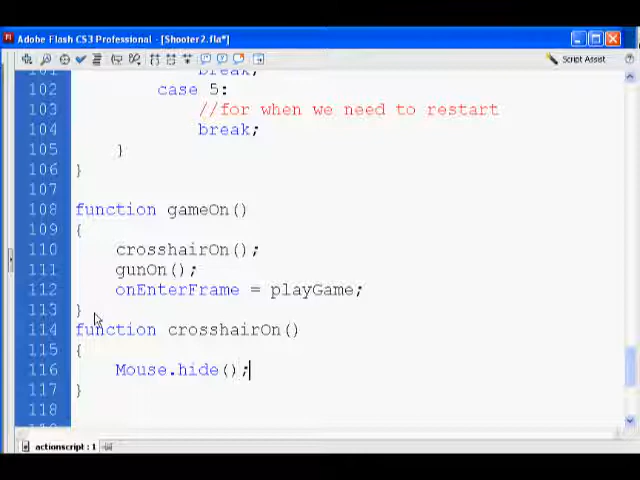 Adobe Flash CS3 Professional - [Shooter2.fla*]
Script Assist
101 break;
102 case 5:
103 //for when we need to restart
104 break;
105 }
106 }
107
108 function gameOn()
109 {
110 crosshairOn();
111 gunOn();
112 onEnterFrame = playGame;
113 }
114 function crosshairOn()
115 {
116 Mouse.hide();
117 }
118
actionscript : 1